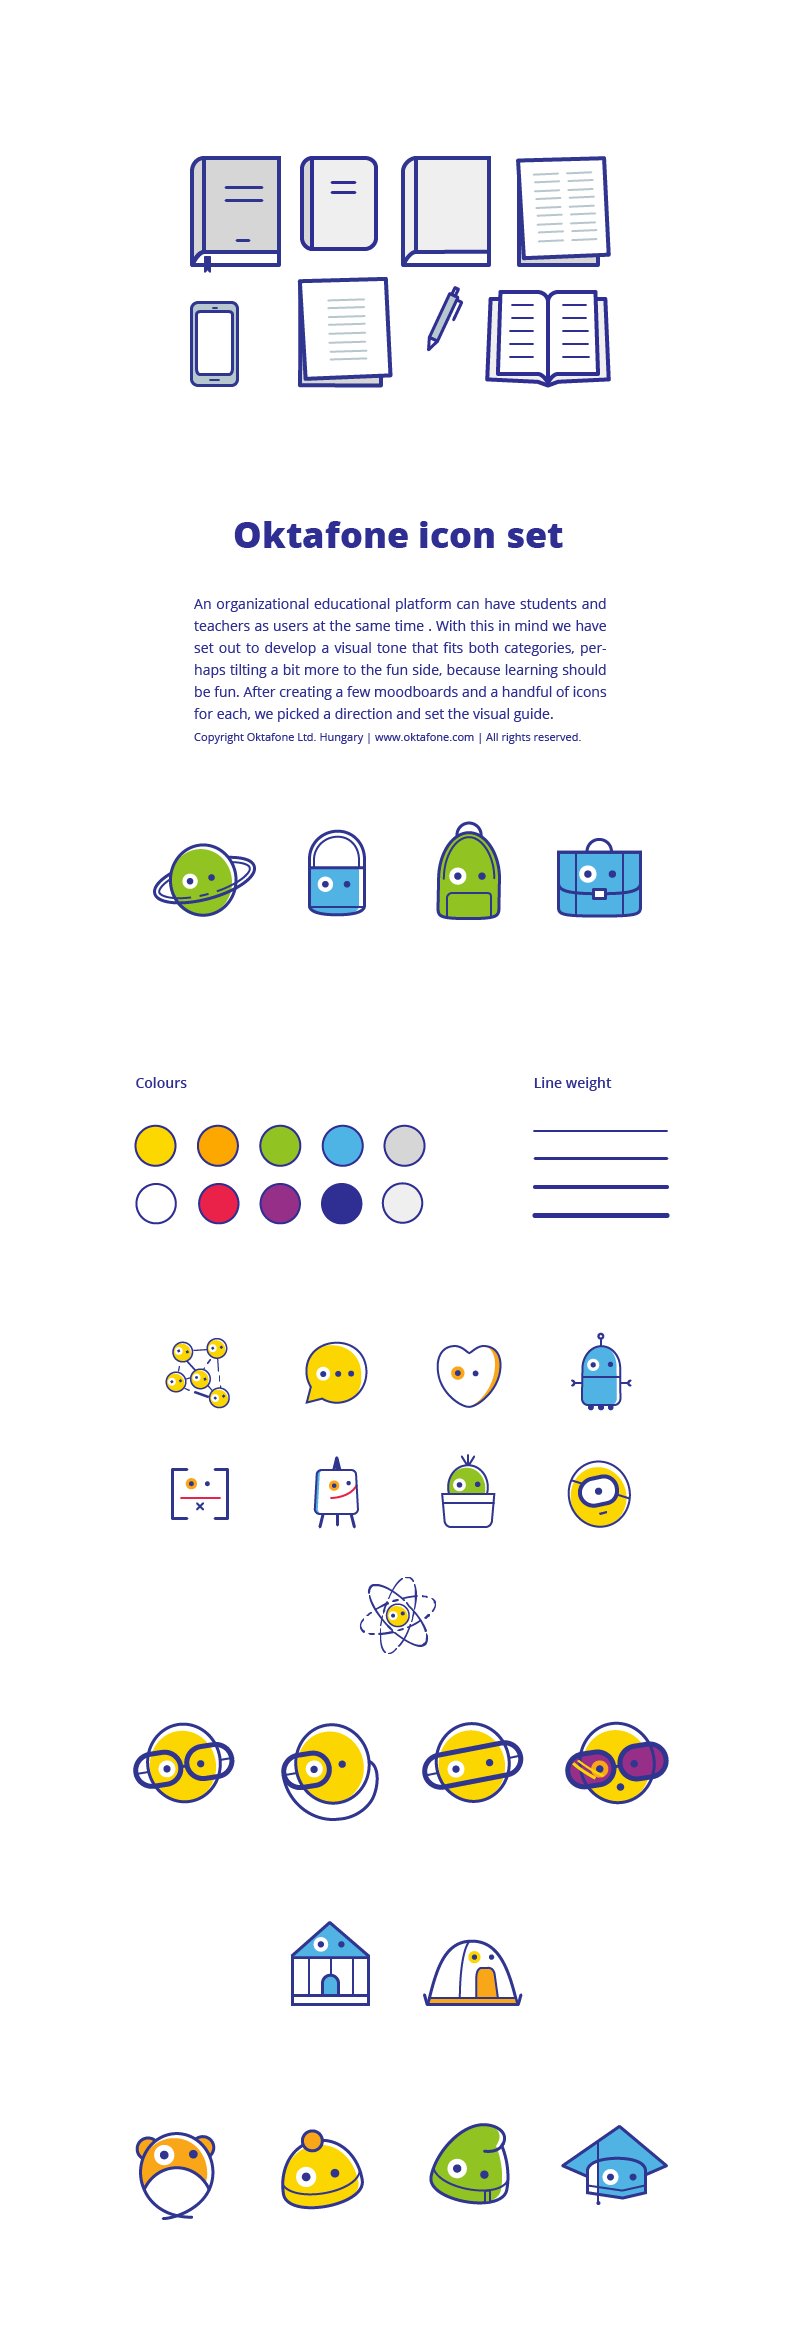 Oktafone icon set
An organizational educational platform can have students and
teachers as users at the same time . With this in mind we have
set out to develop a visual tone that fits both categories, per-
haps tilting a bit more to the fun side, because learning should
be fun. After creating a few moodboards and a handful of icons
for each, we picked a direction and set the visual guide.
Copyright Oktafone Ltd. Hungary | www.oktafone.com | All rights reserved.
Colours
Line weight